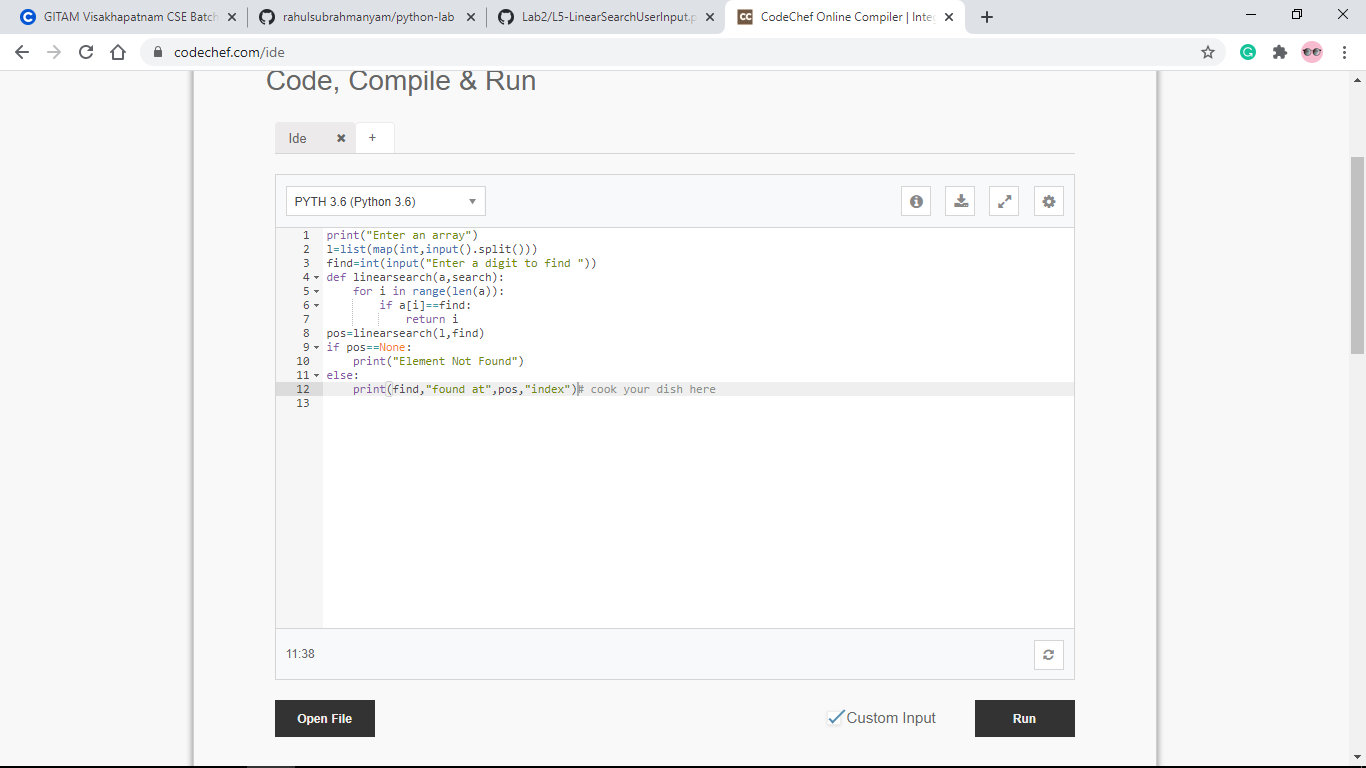 GITAM Visakhapatnam CSE Batch
rahulsubrahmanyam/python-lab
Lab2/L5-LinearSearchUserInput.p
CodeChef Online Compiler | Inte
codechef.com/ide
Code, Compile & Run
Ide
+
PYTH 3.6 (Python 3.6)
1 print("Enter an array")
2 l=list(map(int,input().split()))
3 find=int(input("Enter a digit to find "))
4 def linearsearch(a,search):
5 for i in range(len(a)):
6 if a[i]==find:
7 return i
8 pos=linearsearch(l,find)
9 if pos==None:
10 print("Element Not Found")
11 else:
12 print(find,"found at",pos,"index")# cook your dish here
13
11:38
Open File
Custom Input
Run